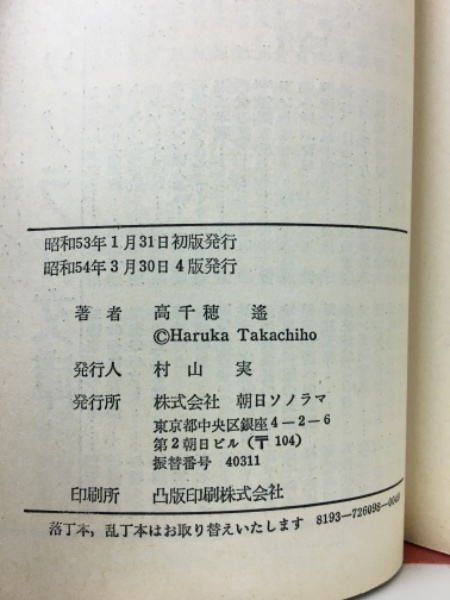 昭和53年1月31日初版発行
昭和54年3月30日4版発行
著者 高千穂 遙
©Haruka Takachiho
発行人 村山 実
発行所 株式会社 朝日ソノラマ
東京都中央区銀座4−2−6
第2朝日ビル(〒104)
振替番号 40311
印刷所 凸版印刷株式会社
落丁本，乱丁本はお取り替えいたします 8193−726098−0049